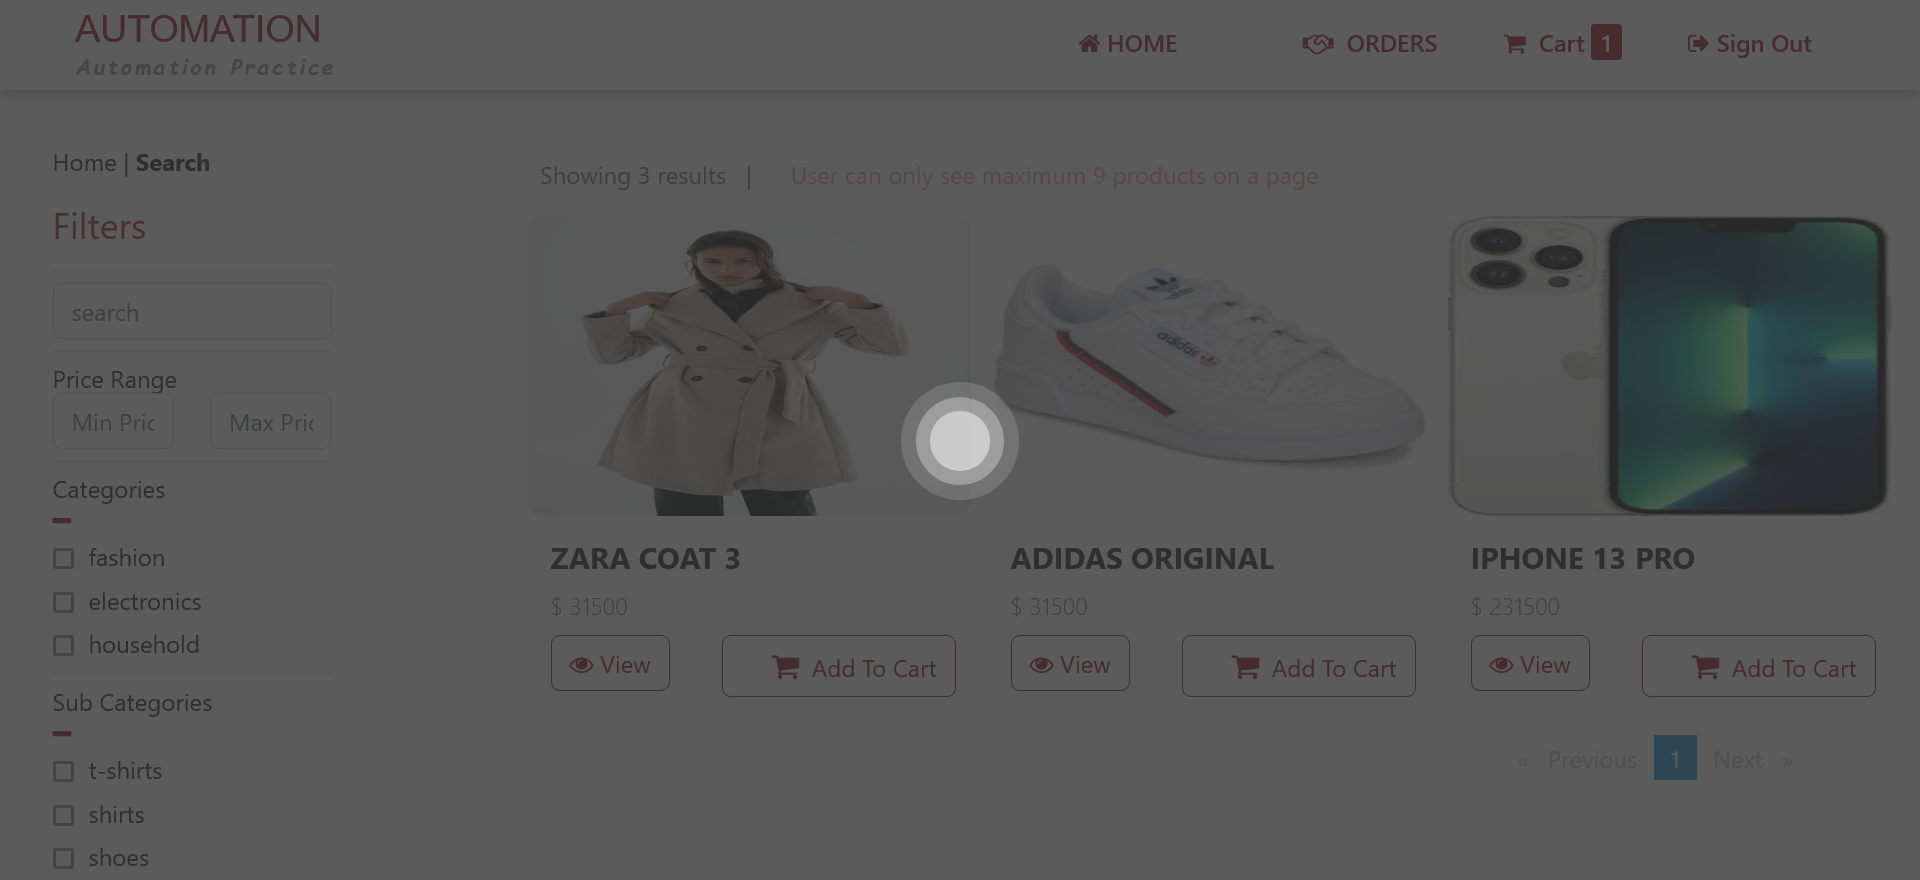 AUTOMATION
Automation Practice
HOME
ORDERS
Cart 1
Sign Out
Home | Search
Showing 3 results |
User can only see maximum 9 products on a page
Filters
search
Price Range
Min Pric
Max Pric
Categories
fashion
electronics
household
Sub Categories
t-shirts
shirts
shoes
adidas
ZARA COAT 3
$ 31500
View
Add To Cart
ADIDAS ORIGINAL
$ 31500
View
Add To Cart
IPHONE 13 PRO
$ 231500
View
Add To Cart
« Previous 1 Next »